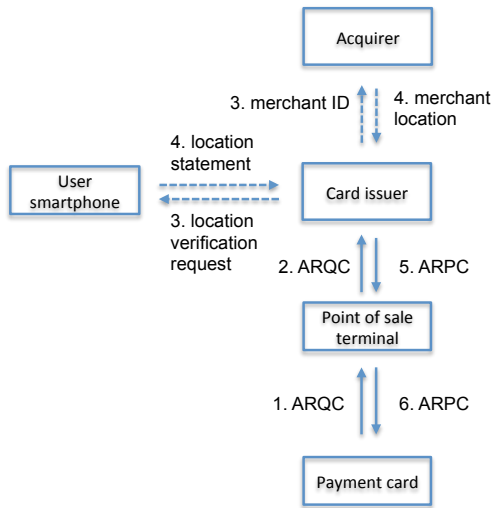 Acquirer
3. merchant ID
4. merchant
location
4. location
statement
User
smartphone
Card issuer
3. location
verification
request
2. ARQC
5. ARPC
Point of sale
terminal
1. ARQC
6. ARPC
Payment card